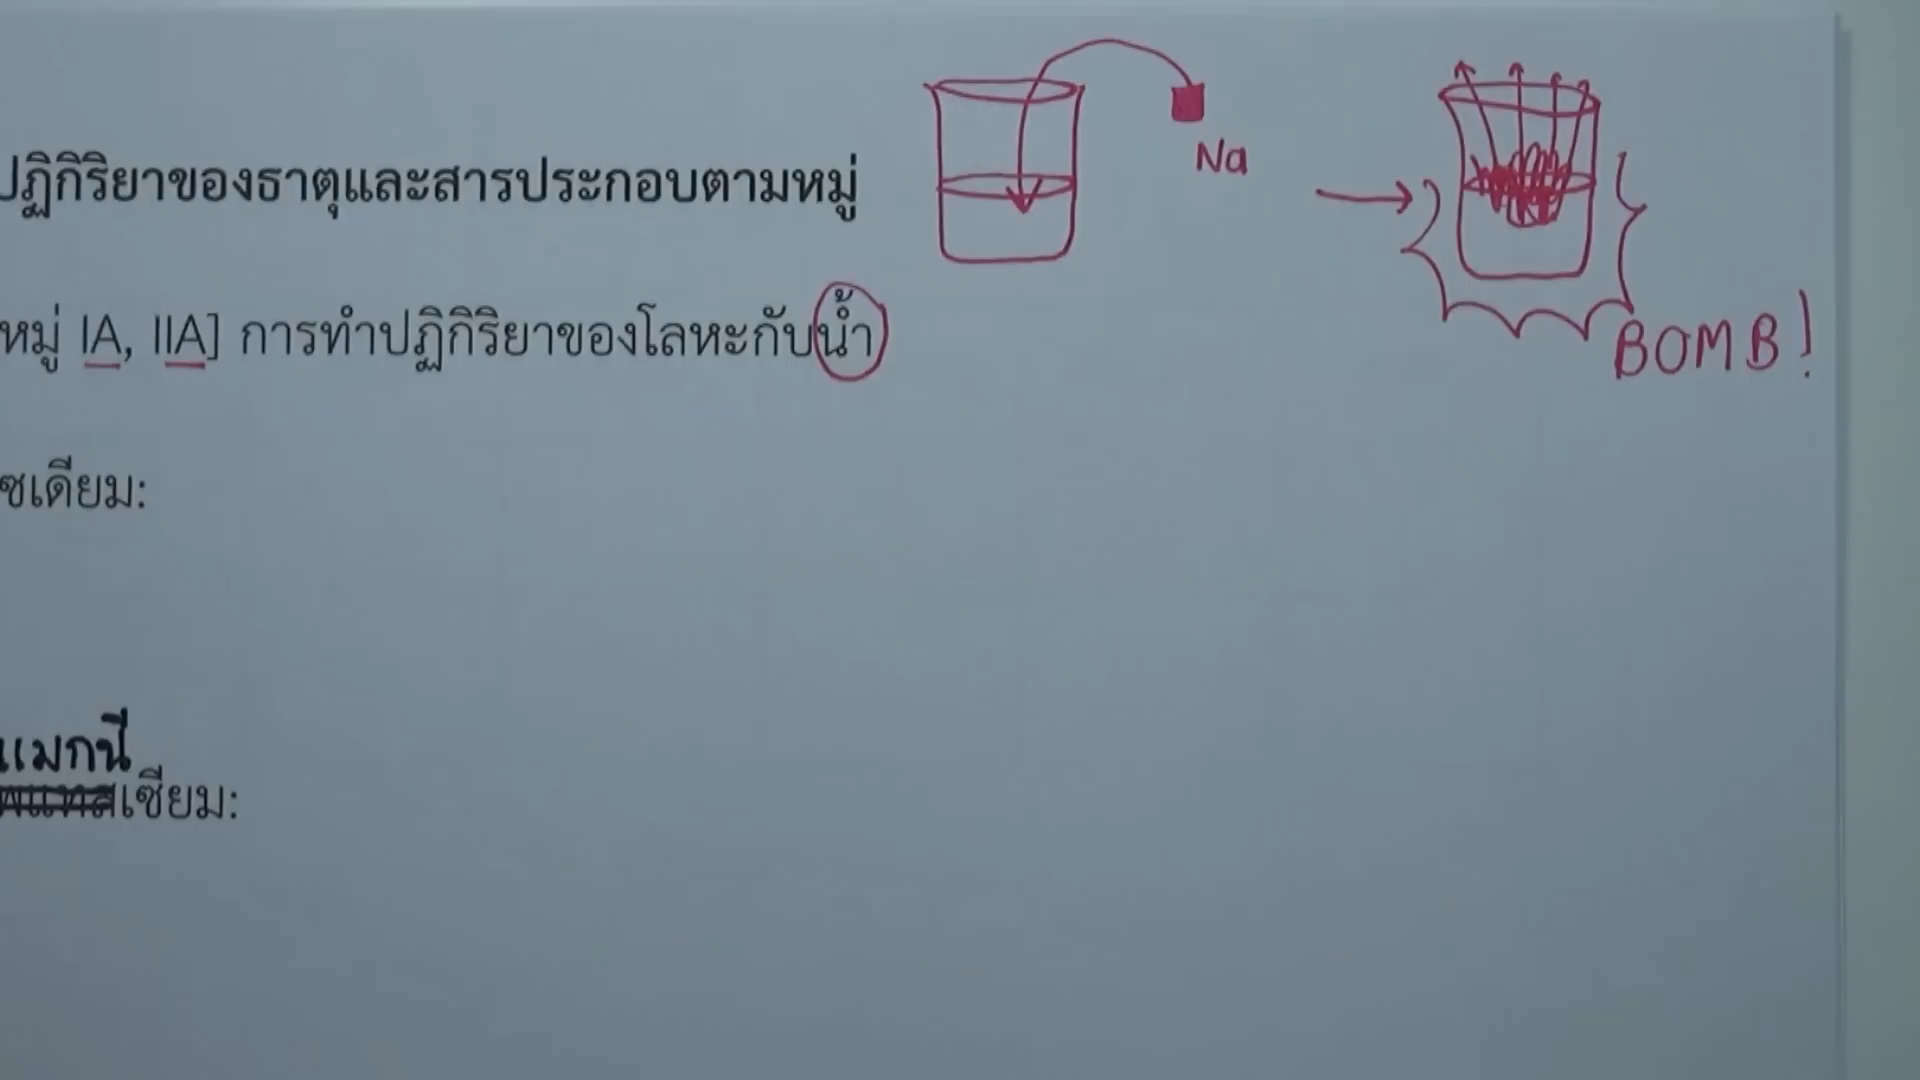 ปฏิกิริยาของธาตุและสารประกอบตามหมู่
Na
หมู่ IA, IIA] การทำปฏิกิริยาของโลหะกับน้ำ
BOMB!
ซเดียม:
แมกนี
เซียม: